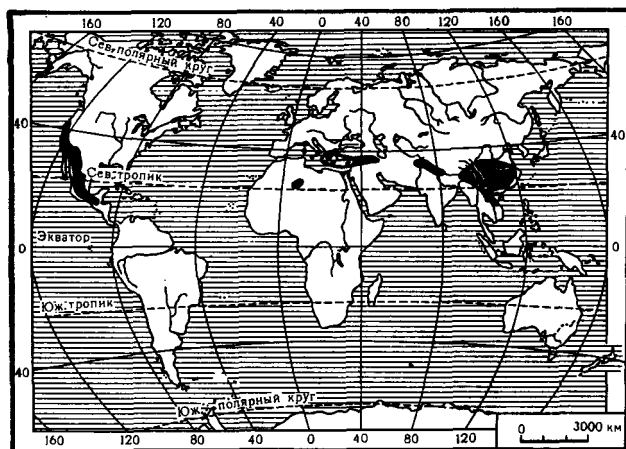 160 120 80 40 0 40 80 120 160 160
Сев. полярный круг
40 40
Сев. тропик
Экватор
0 0
Юж. тропик
40
Юж. полярный круг
0 3000 км
160 120 80 40 0 40 80 120